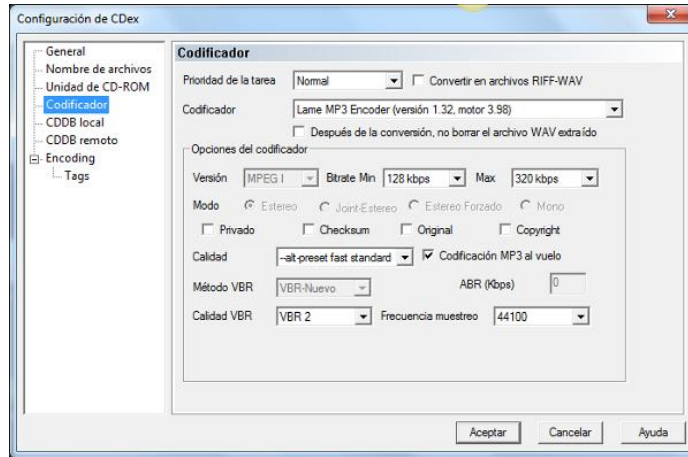 Configuración de CDex
General
Nombre de archivos
Unidad de CD-ROM
Codificador
CDDB local
CDDB remoto
Encoding
Tags
Codificador
Prioridad de la tarea Normal Convertir en archivos RIFF-WAV
Codificador Lame MP3 Encoder (versión 1.32, motor 3.98)
Después de la conversión, no borrar el archivo WAV extraído
Opciones del codificador
Versión MPEG I Bitrate Min 128 kbps Max 320 kbps
Modo Estereo Joint-Estereo Estereo Forzado Mono
Privado Checksum Original Copyright
Calidad --alt-preset fast standard Codificación MP3 al vuelo
Método VBR VBR-Nuevo ABR (Kbps) 0
Calidad VBR VBR 2 Frecuencia muestreo 44100
Aceptar Cancelar Ayuda